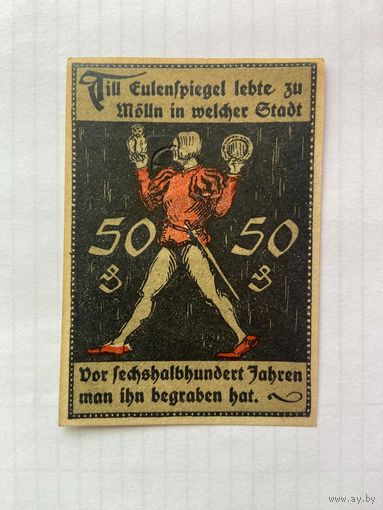 Till Eulenſpiegel lebte zu
Mölln in welcher Stadt
50 50
₰ ₰
Vor ſechshalbhundert Jahren
man ihn begraben hat.
www.ay.by